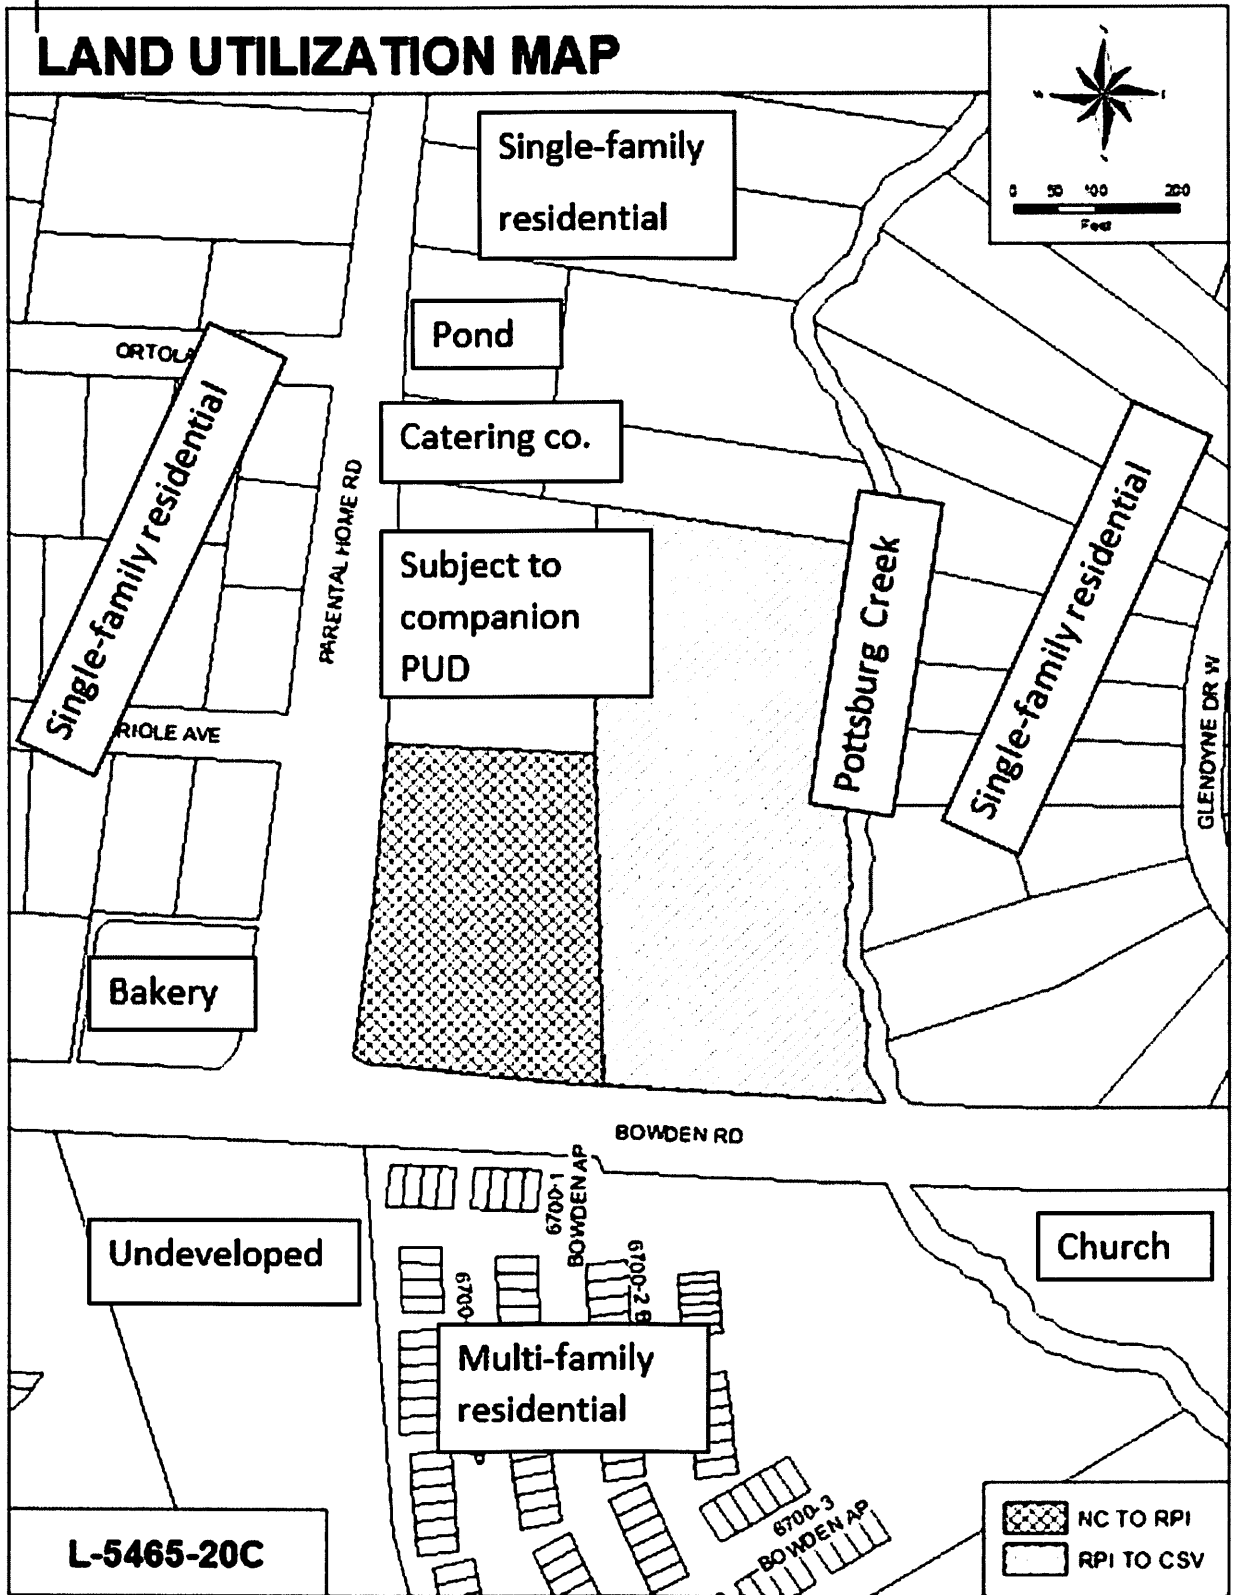 LAND UTILIZATION MAP
0 50 100 200
Feet
Single-family
residential
Pond
ORTOLA
Single-family residential
Catering co.
PARENTAL HOME RD
Subject to
companion
PUD
Pottsburg Creek
Single-family residential
GLENDYNE DR W
RIOLE AVE
Bakery
BOWDEN RD
6700-1
BOWDEN AP
Undeveloped
Church
6700-
6700-2 B
Multi-family
residential
6700-3
BOWDEN AP
L-5465-20C
NC TO RPI
RPI TO CSV